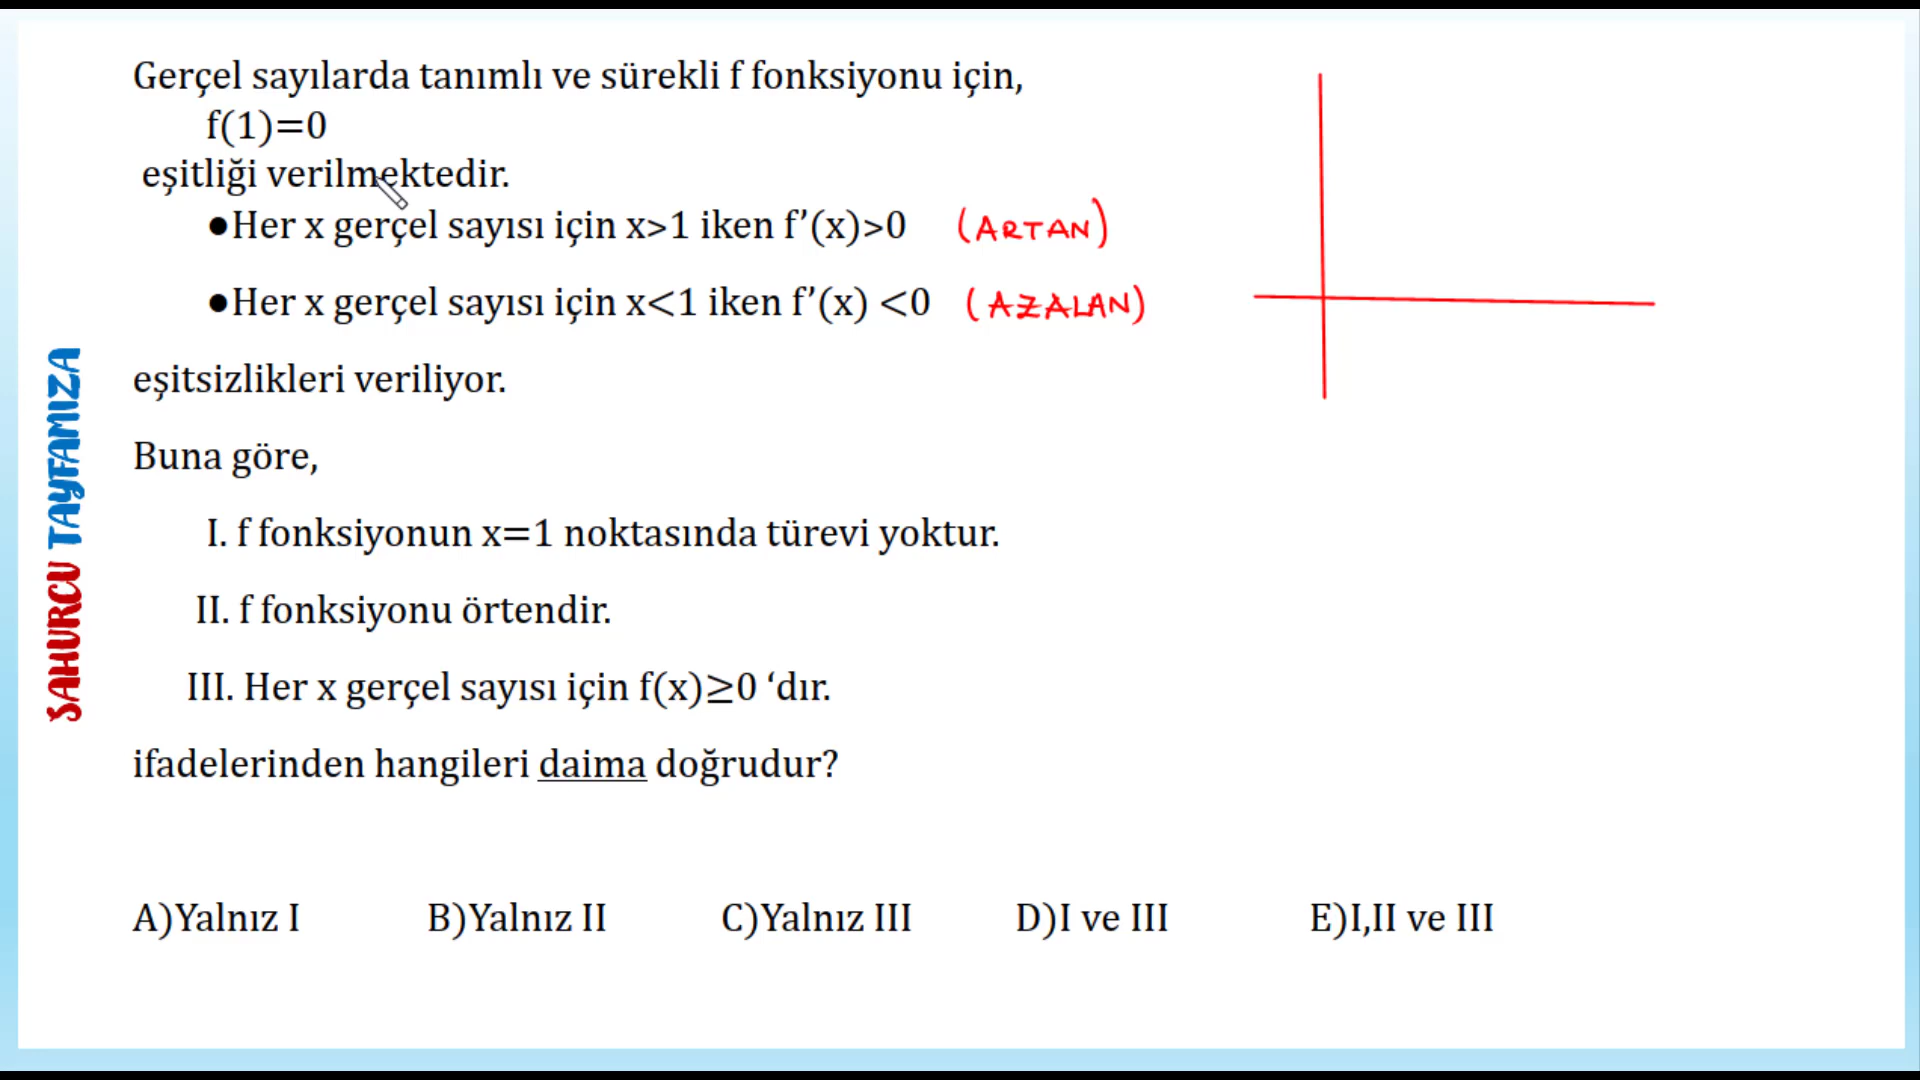 Gerçel sayılarda tanımlı ve sürekli f fonksiyonu için,
f(1)=0
eşitliği verilmektedir.
●Her x gerçel sayısı için x>1 iken f’(x)>0 (ARTAN)
●Her x gerçel sayısı için x<1 iken f’(x) <0 (AZALAN)
eşitsizlikleri veriliyor.
Buna göre,
I. f fonksiyonun x=1 noktasında türevi yoktur.
II. f fonksiyonu örtendir.
III. Her x gerçel sayısı için f(x)≥0 ‘dır.
ifadelerinden hangileri daima doğrudur?
A)Yalnız I B)Yalnız II C)Yalnız III D)I ve III E)I,II ve III
SAHURCU TAYFAMIZA